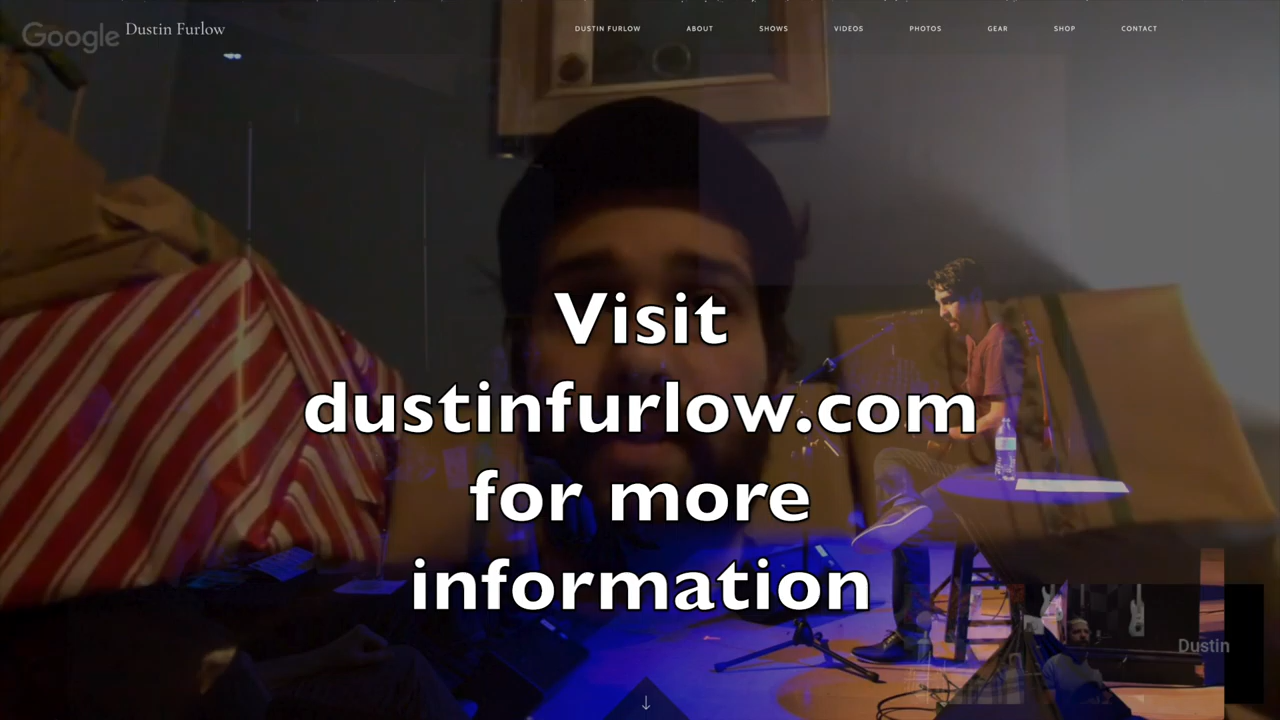 Google
Dustin Furlow
DUSTIN FURLOW ABOUT SHOWS VIDEOS PHOTOS GEAR SHOP CONTACT
Visit
dustinfurlow.com
for more
information
Dustin